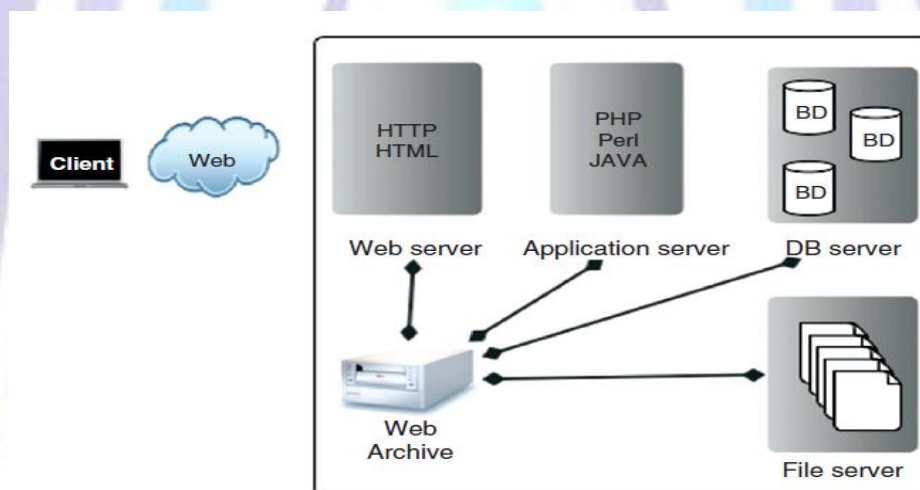 Client
Web
HTTP
HTML
PHP
Perl
JAVA
BD
BD
BD
Web server
Application server
DB server
Web
Archive
File server